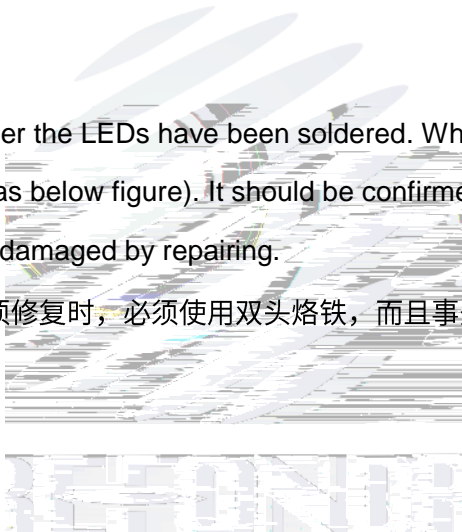 er the LEDs have been soldered. Wh
as below figure). It should be confirme
damaged by repairing.
须修复时，必须使用双头烙铁，而且事